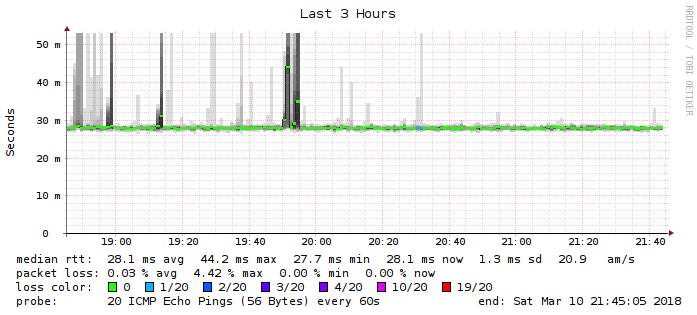 Last 3 Hours
RRDTOOL / TOBI OETIKER
Seconds
50 m
40 m
30 m
20 m
10 m
0
19:00 19:20 19:40 20:00 20:20 20:40 21:00 21:20 21:40
median rtt: 28.1 ms avg 44.2 ms max 27.7 ms min 28.1 ms now 1.3 ms sd 20.9 am/s
packet loss: 0.03 % avg 4.42 % max 0.00 % min 0.00 % now
loss color: 0 1/20 2/20 3/20 4/20 10/20 19/20
probe: 20 ICMP Echo Pings (56 Bytes) every 60s end: Sat Mar 10 21:45:05 2018